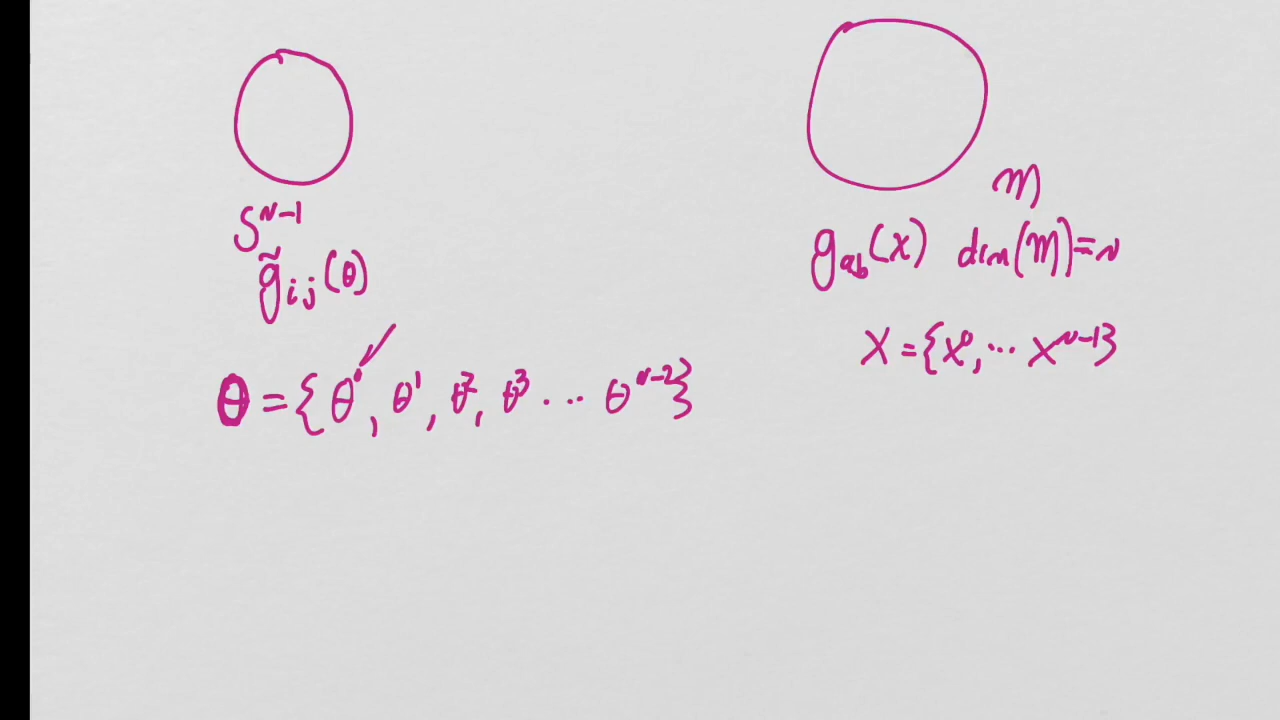 S^{N-1}
g̃_{ij}(θ)
θ = {θ^0, θ^1, θ^2, θ^3 ... θ^{N-2}}
M
g_{ab}(x) dim(M)=N
X = {x^0, ... x^{N-1}}